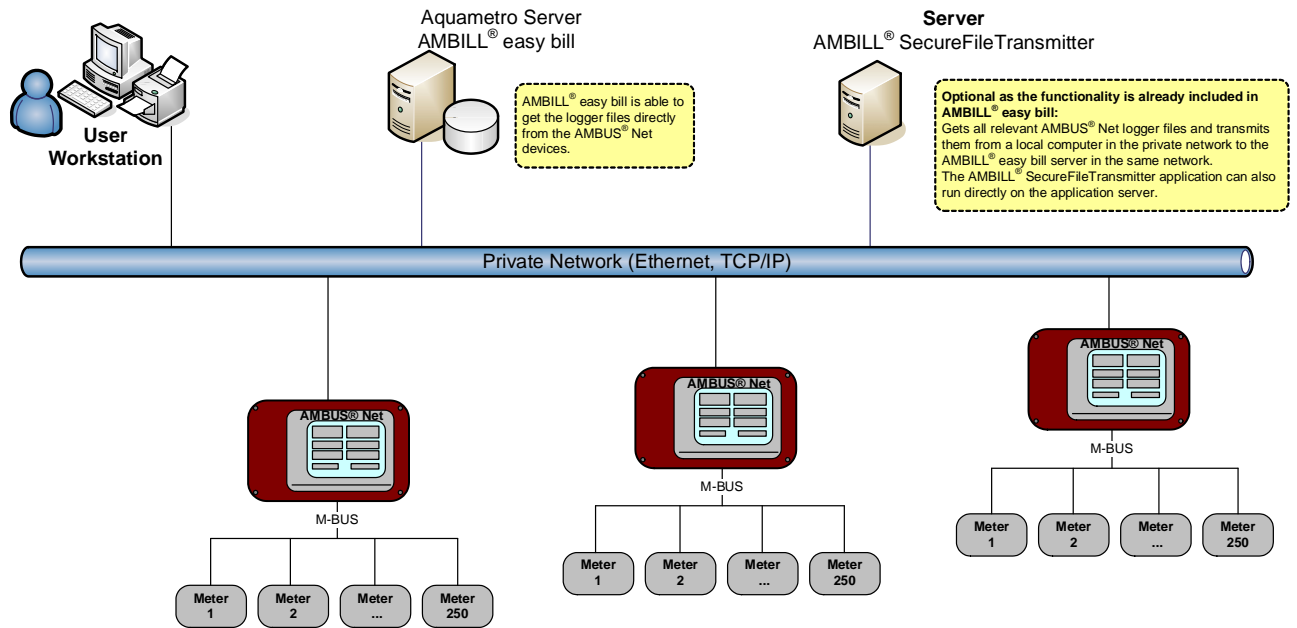 Aquametro Server
AMBILL® easy bill
Server
AMBILL® SecureFileTransmitter
User
Workstation
AMBILL® easy bill is able to
get the logger files directly
from the AMBUS® Net
devices.
Optional as the functionality is already included in
AMBILL® easy bill:
Gets all relevant AMBUS® Net logger files and transmits
them from a local computer in the private network to the
AMBILL® easy bill server in the same network.
The AMBILL® SecureFileTransmitter application can also
run directly on the application server.
Private Network (Ethernet, TCP/IP)
AMBUS® Net
M-BUS
Meter
1
Meter
2
Meter
...
Meter
250
AMBUS® Net
M-BUS
Meter
1
Meter
2
Meter
...
Meter
250
AMBUS® Net
M-BUS
Meter
1
Meter
2
Meter
...
Meter
250